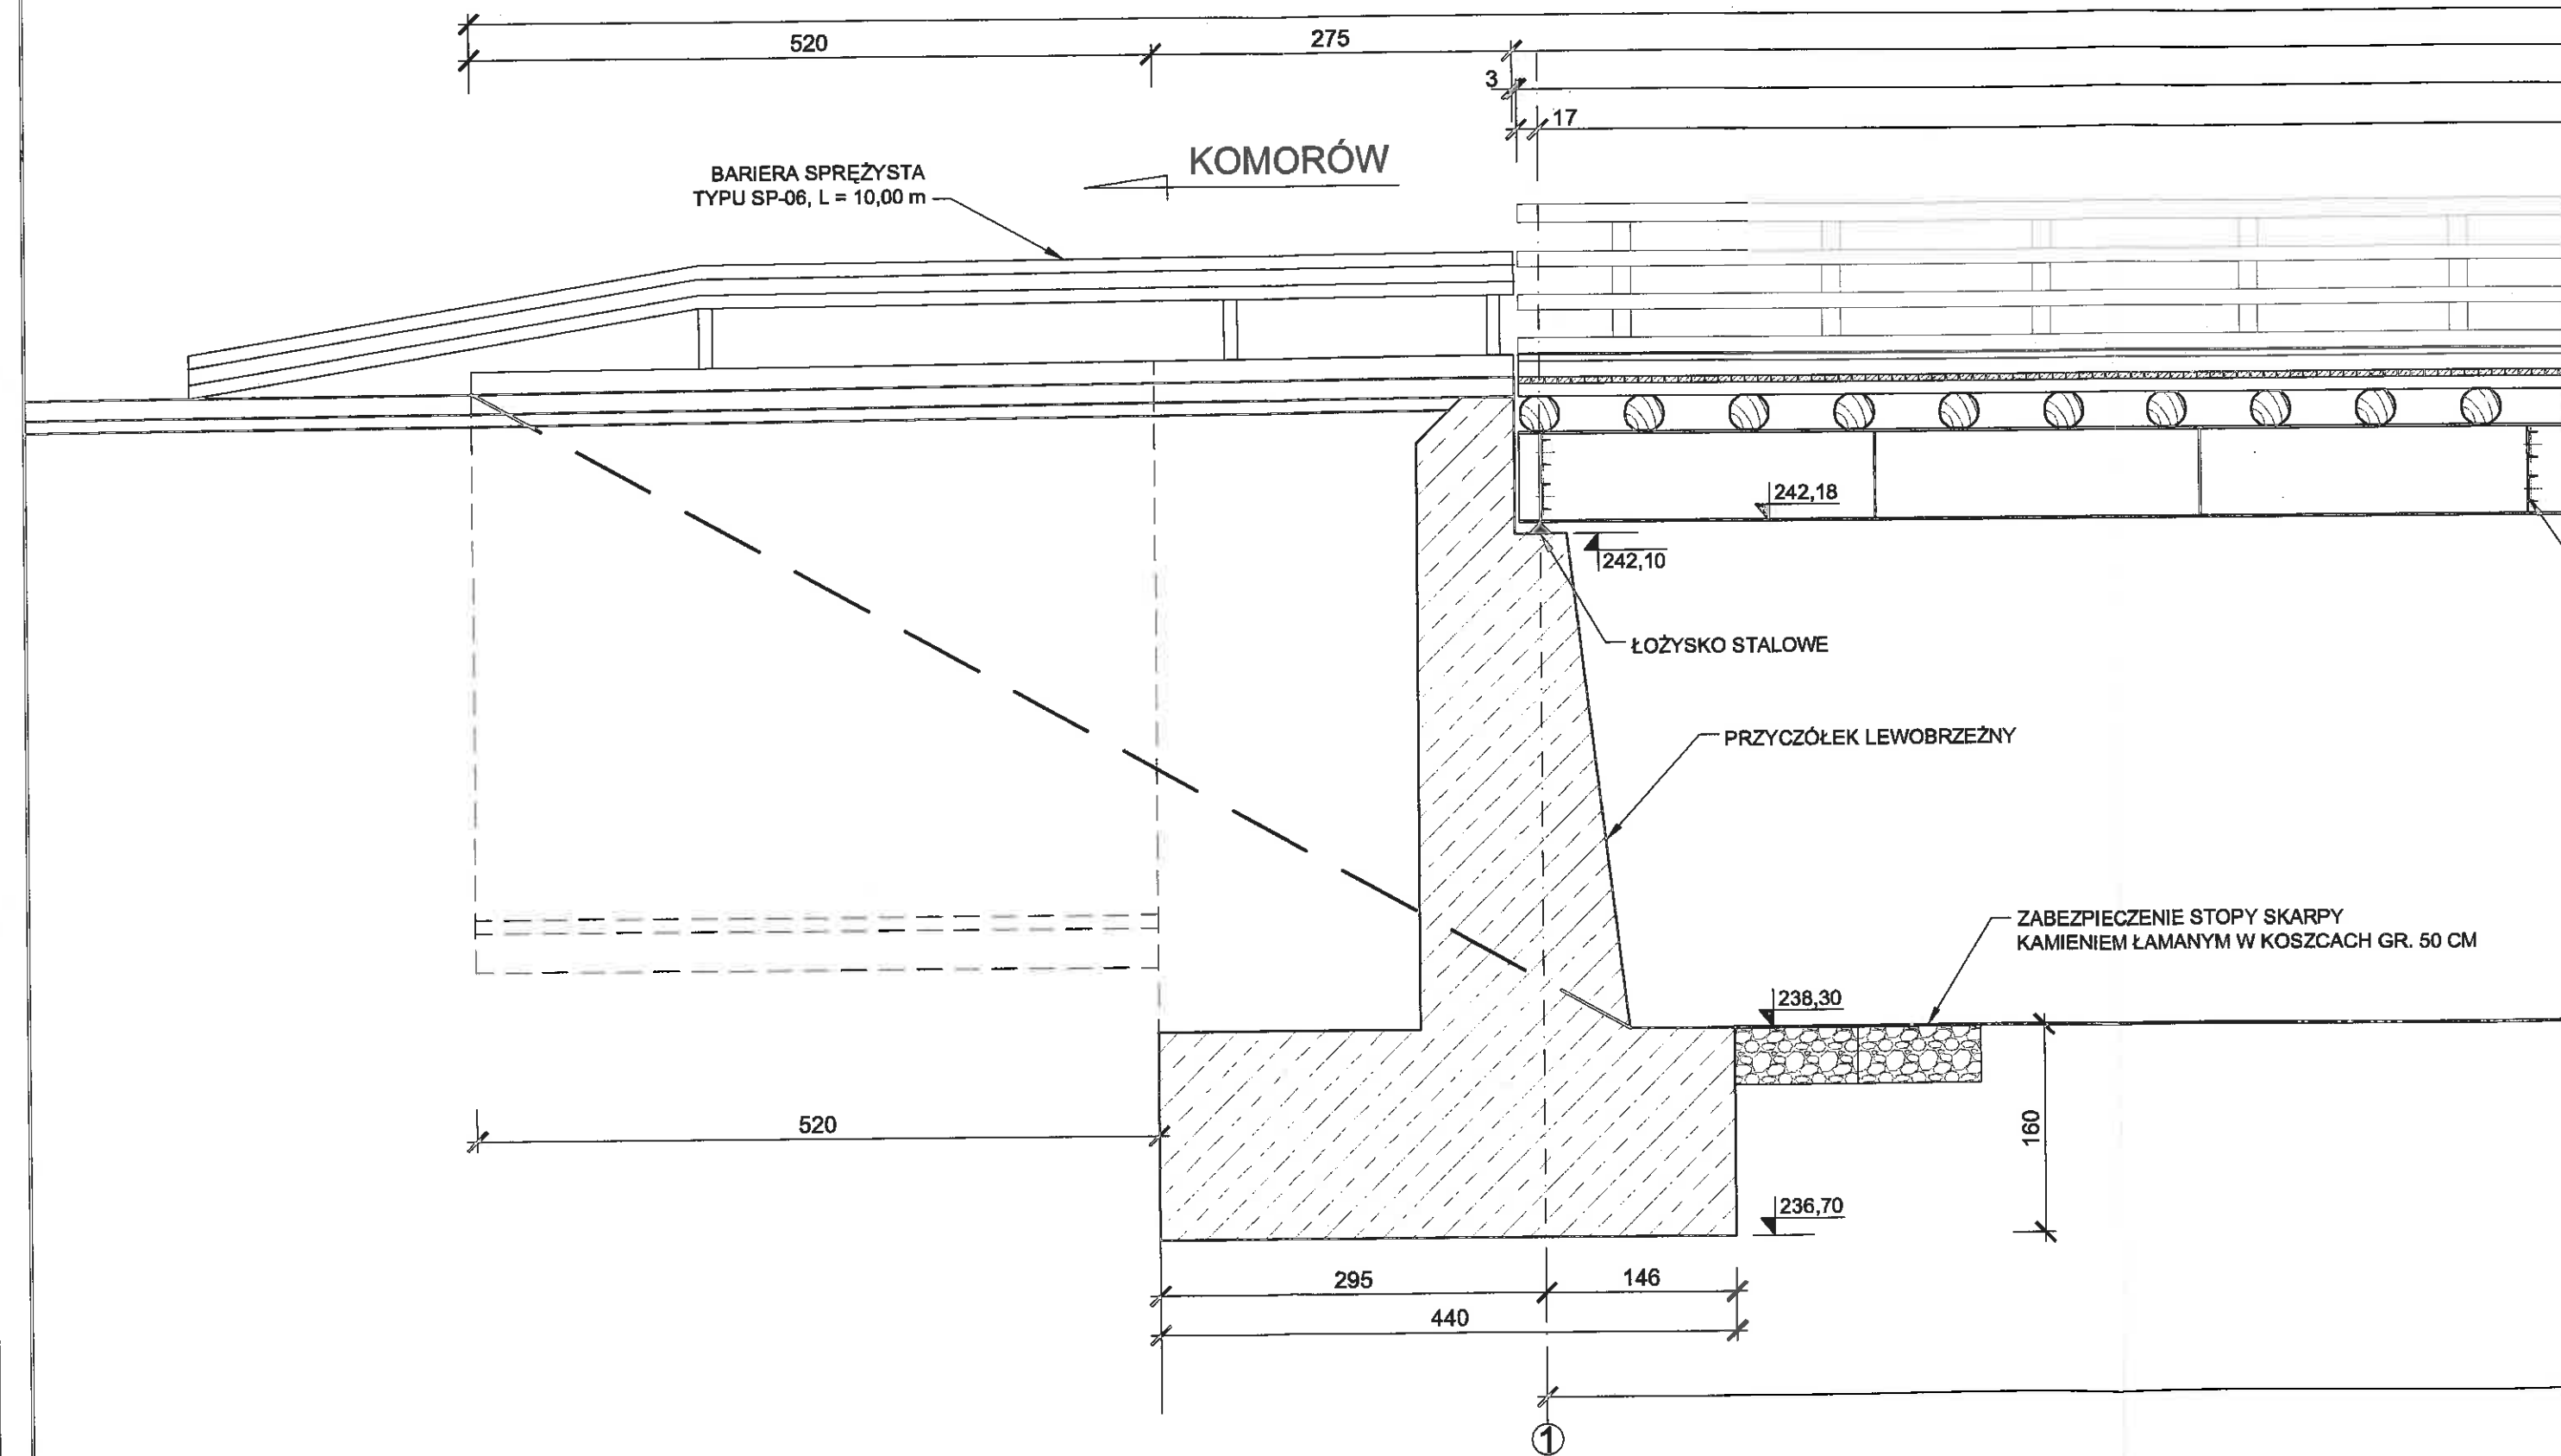 520
275
3
17
KOMORÓW
BARIERA SPRĘŻYSTA
TYPU SP-06, L = 10,00 m
242,18
242,10
ŁOŻYSKO STALOWE
PRZYCZÓŁEK LEWOBRZEŻNY
ZABEZPIECZENIE STOPY SKARPY
KAMIENIEM ŁAMANYM W KOSZCACH GR. 50 CM
238,30
520
160
236,70
295
146
440
1